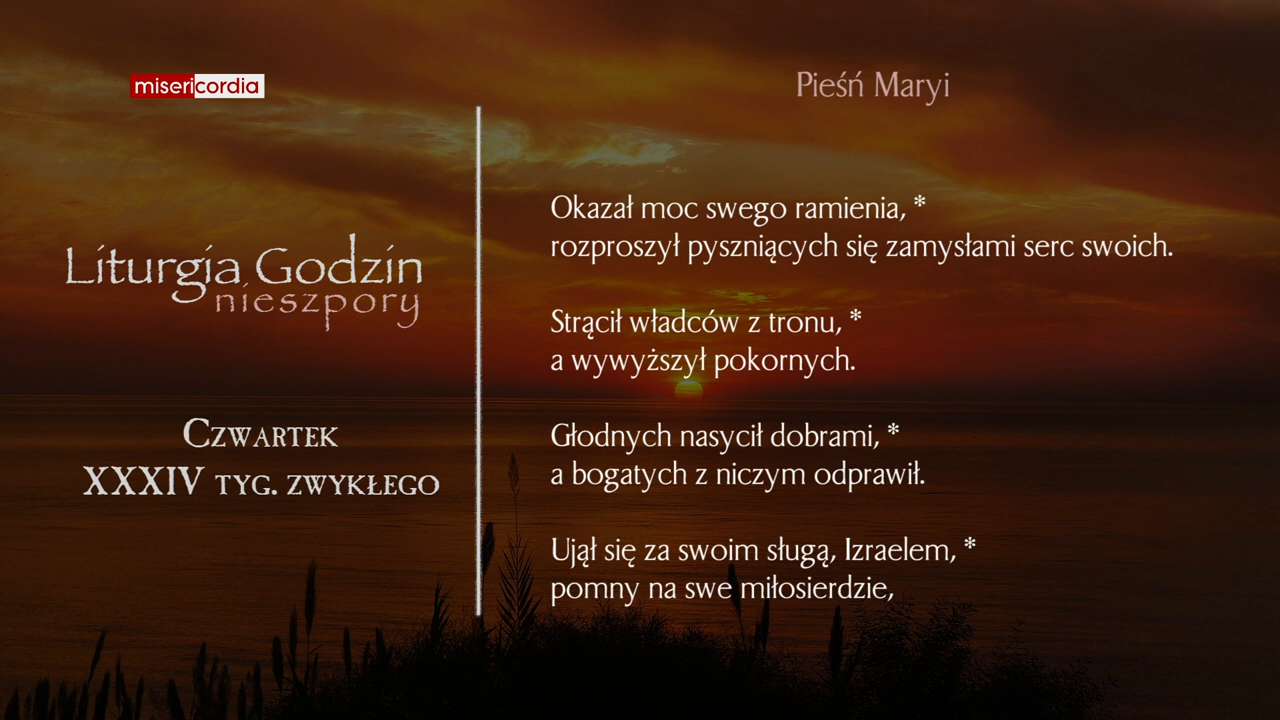 misericordia
Liturgia Godzin
nieszpory
Czwartek
XXXIV tyg. zwykłego
Pieśń Maryi
Okazał moc swego ramienia, *
rozproszył pyszniących się zamysłami serc swoich.
Strącił władców z tronu, *
a wywyższył pokornych.
Głodnych nasycił dobrami, *
a bogatych z niczym odprawił.
Ujął się za swoim sługą, Izraelem, *
pomny na swe miłosierdzie,